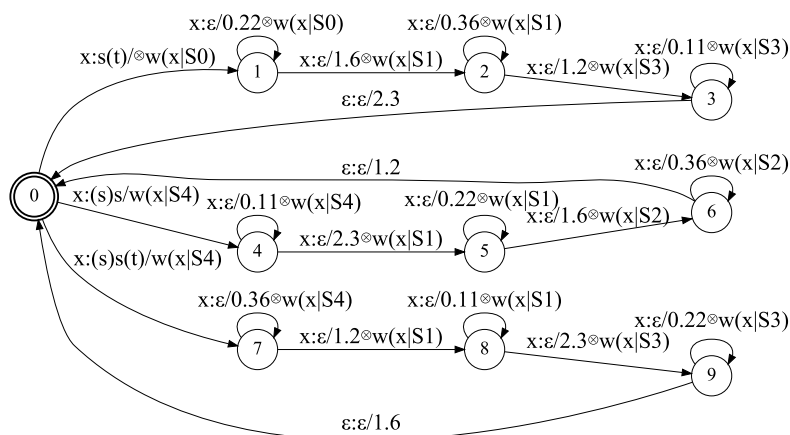 x:ε/0.22⊗w(x|S0)
x:ε/0.36⊗w(x|S1)
x:s(t)/⊗w(x|S0)
x:ε/0.11⊗w(x|S3)
1
x:ε/1.6⊗w(x|S1)
2
x:ε/1.2⊗w(x|S3)
3
ε:ε/2.3
ε:ε/1.2
x:ε/0.36⊗w(x|S2)
0
x:(s)s/w(x|S4)
x:ε/0.11⊗w(x|S4)
x:ε/0.22⊗w(x|S1)
x:ε/1.6⊗w(x|S2)
6
4
x:ε/2.3⊗w(x|S1)
5
x:(s)s(t)/w(x|S4)
x:ε/0.36⊗w(x|S4)
x:ε/0.11⊗w(x|S1)
x:ε/0.22⊗w(x|S3)
7
x:ε/1.2⊗w(x|S1)
8
x:ε/2.3⊗w(x|S3)
9
ε:ε/1.6